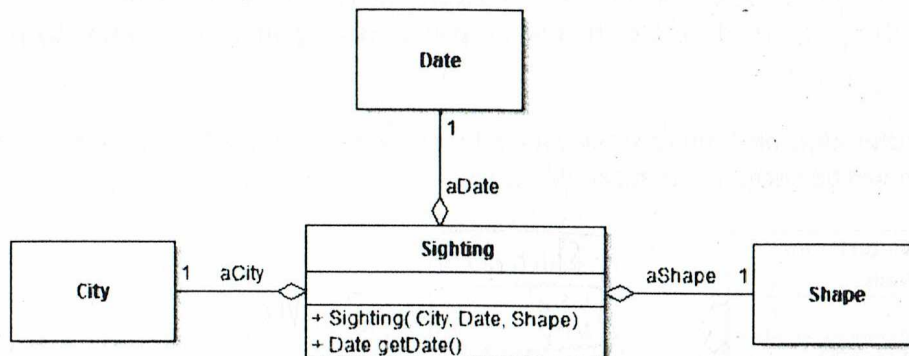 Date
1
aDate
Sighting
City
1
aCity
aShape
1
Shape
+ Sighting( City, Date, Shape)
+ Date getDate()